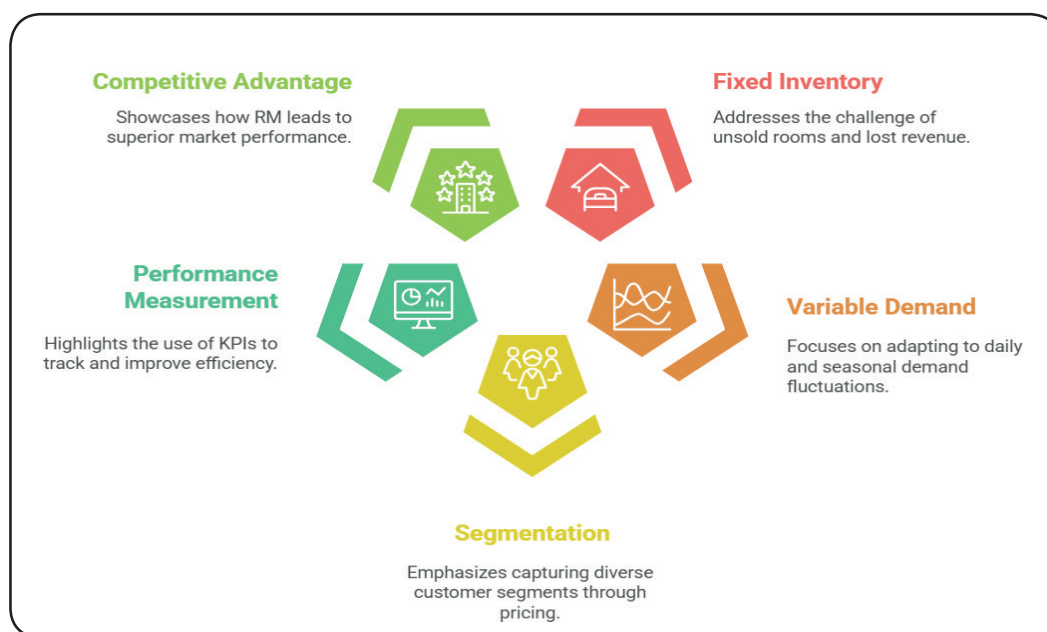 Competitive Advantage
Showcases how RM leads to
superior market performance.
Fixed Inventory
Addresses the challenge of
unsold rooms and lost revenue.
Performance
Measurement
Highlights the use of KPIs to
track and improve efficiency.
Variable Demand
Focuses on adapting to daily
and seasonal demand
fluctuations.
Segmentation
Emphasizes capturing diverse
customer segments through
pricing.